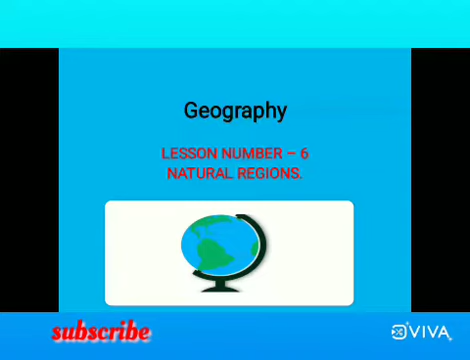 Geography
LESSON NUMBER – 6
NATURAL REGIONS.
subscribe
VIVA